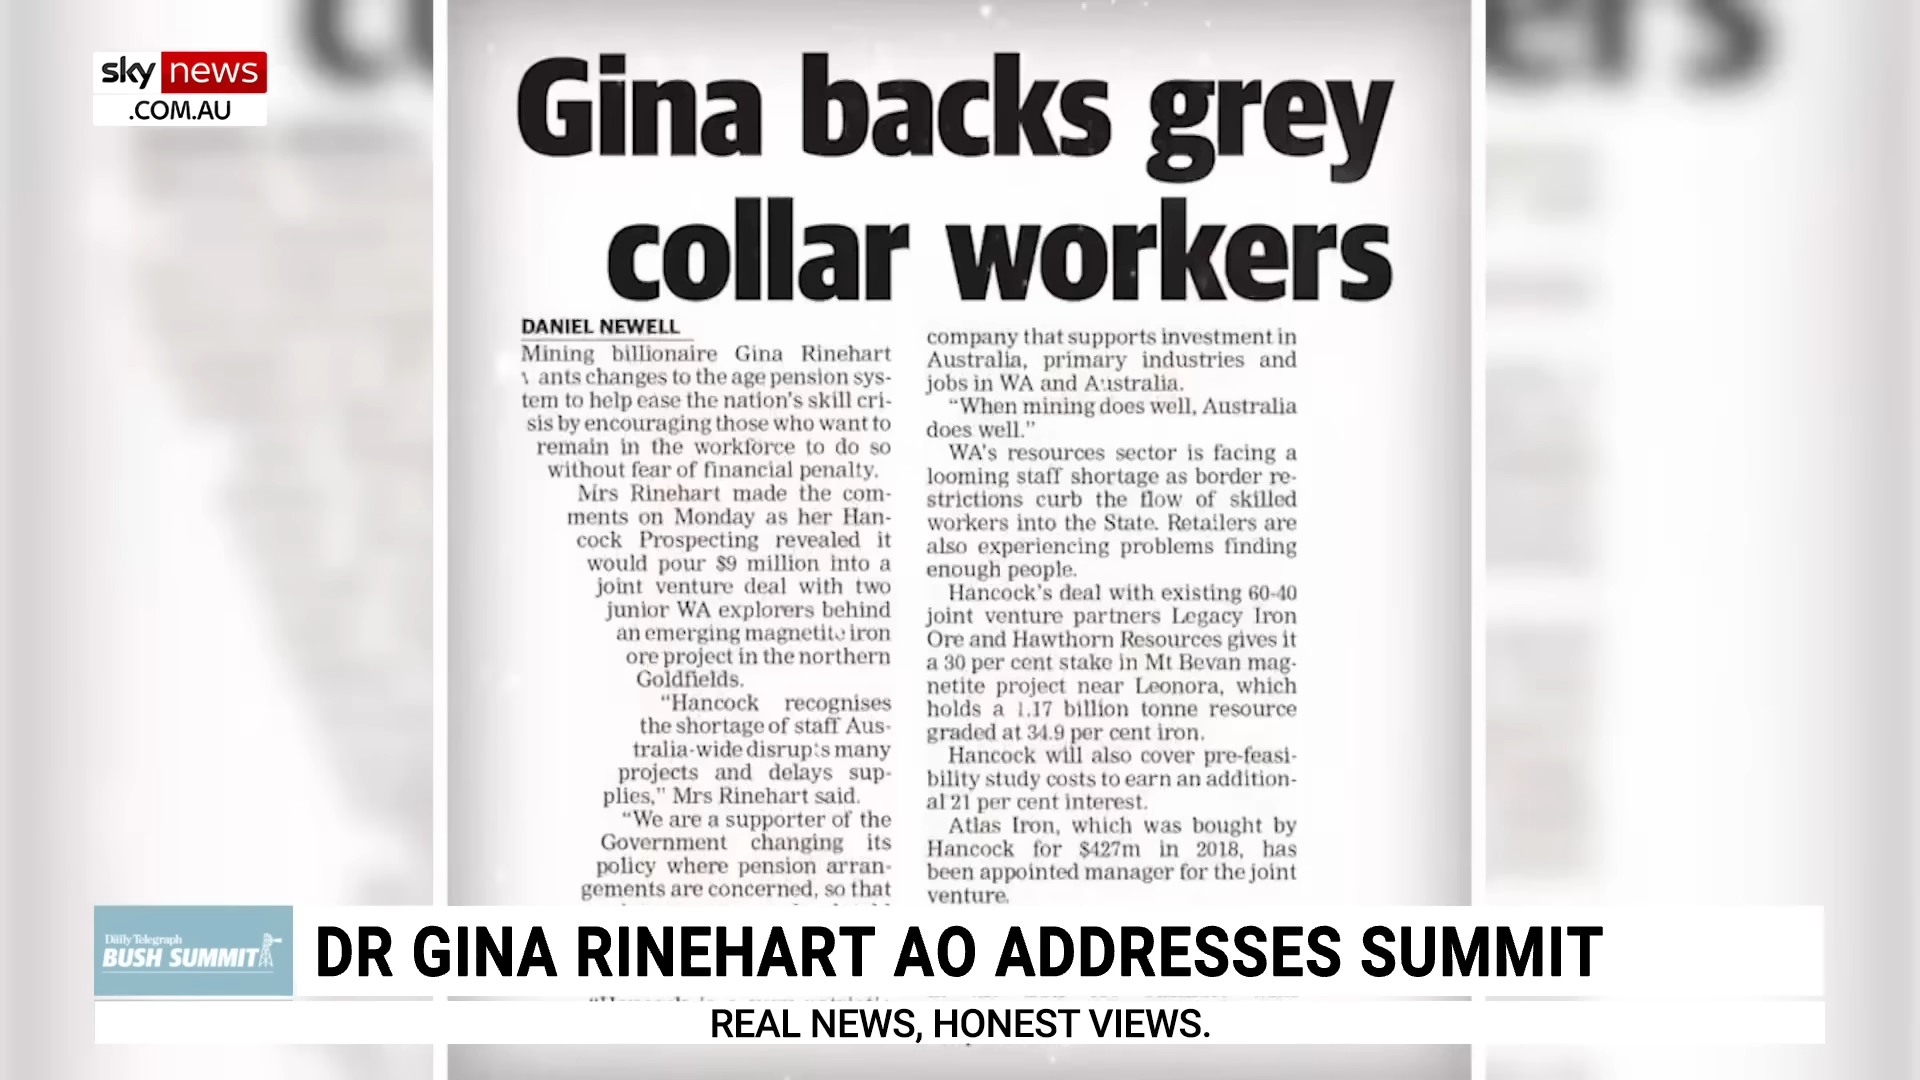 sky news
.COM.AU
Gina backs grey
collar workers
DANIEL NEWELL
Mining billionaire Gina Rinehart
ants changes to the age pension sys-
tem to help ease the nation's skill cri-
sis by encouraging those who want to
remain in the workforce to do so
without fear of financial penalty.
Mrs Rinehart made the com-
ments on Monday as her Han-
cock Prospecting revealed it
would pour $9 million into a
joint venture deal with two
junior WA explorers behind
an emerging magnetite iron
ore project in the northern
Goldfields.
“Hancock recognises
the shortage of staff Aus-
tralia-wide disrupts many
projects and delays sup-
plies,” Mrs Rinehart said.
“We are a supporter of the
Government changing its
policy where pension arran-
gements are concerned, so that
company that supports investment in
Australia, primary industries and
jobs in WA and Australia.
“When mining does well, Australia
does well.”
WA's resources sector is facing a
looming staff shortage as border re-
strictions curb the flow of skilled
workers into the State. Retailers are
also experiencing problems finding
enough people.
Hancock's deal with existing 60-40
joint venture partners Legacy Iron
Ore and Hawthorn Resources gives it
a 30 per cent stake in Mt Bevan mag-
netite project near Leonora, which
holds a 1.17 billion tonne resource
graded at 34.9 per cent iron.
Hancock will also cover pre-feasi-
bility study costs to earn an addition-
al 21 per cent interest.
Atlas Iron, which was bought by
Hancock for $427m in 2018, has
been appointed manager for the joint
venture.
Daily Telegraph
BUSH SUMMIT
DR GINA RINEHART AO ADDRESSES SUMMIT
REAL NEWS, HONEST VIEWS.